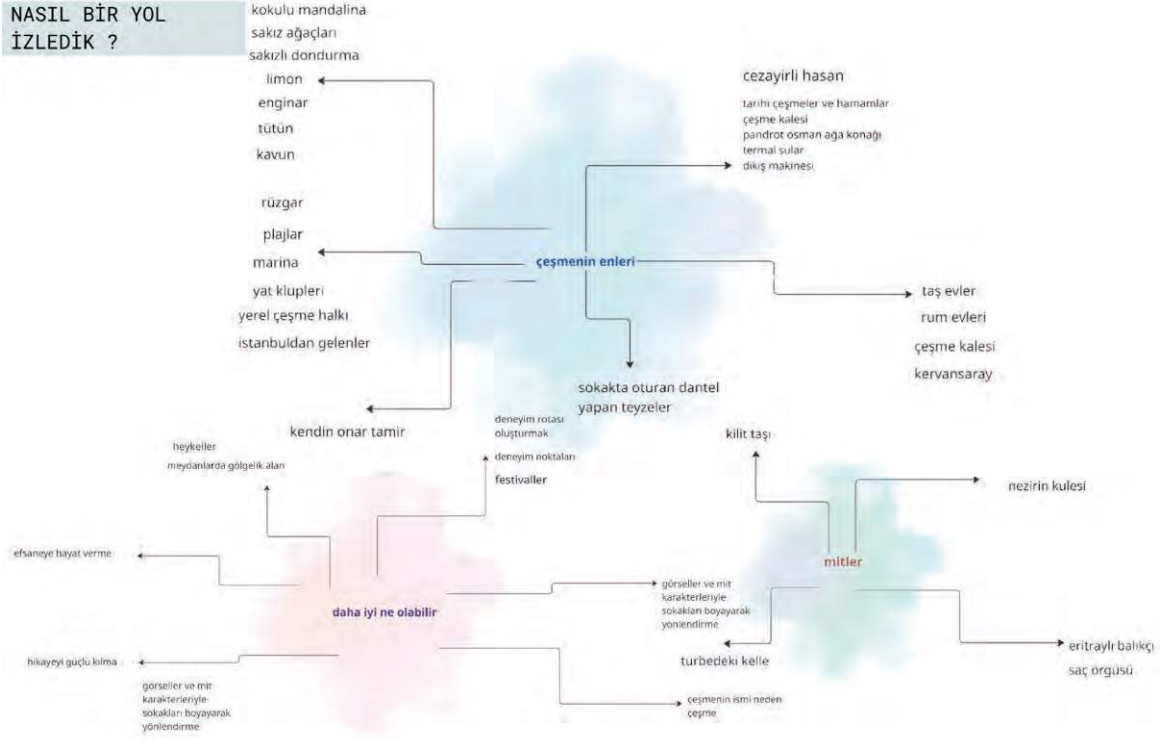 NASIL BİR YOL
İZLEDİK ?
kokulu mandalina
sakız ağaçları
sakızlı dondurma
limon
enginar
tütün
kavun
rüzgar
plajlar
marina
yat klupleri
yerel çeşme halkı
istanbuldan gelenler
cezayirli hasan
tarihi çeşmeler ve hamamlar
çeşme kalesi
pandrot osman ağa konağı
termal sular
dikiş makinesi
çeşmenin enleri
taş evler
rum evleri
çeşme kalesi
kervansaray
sokakta oturan dantel
yapan teyzeler
kendin onar tamir
heykeller
meydanlarda gölgelik alan
deneyim rotası
oluşturmak
deneyim noktaları
festivaller
efsaneye hayat verme
daha iyi ne olabilir
görseller ve mit
karakterleriyle
sokakları boyayarak
yönlendirme
hikayeyi güçlü kılma
görseller ve mit
karakterleriyle
sokakları boyayarak
yönlendirme
çeşmenin ismi neden
çeşme
kilit taşı
nezirin kulesi
mitler
turbedeki kelle
eritraylı balıkçı
saç örgüsü